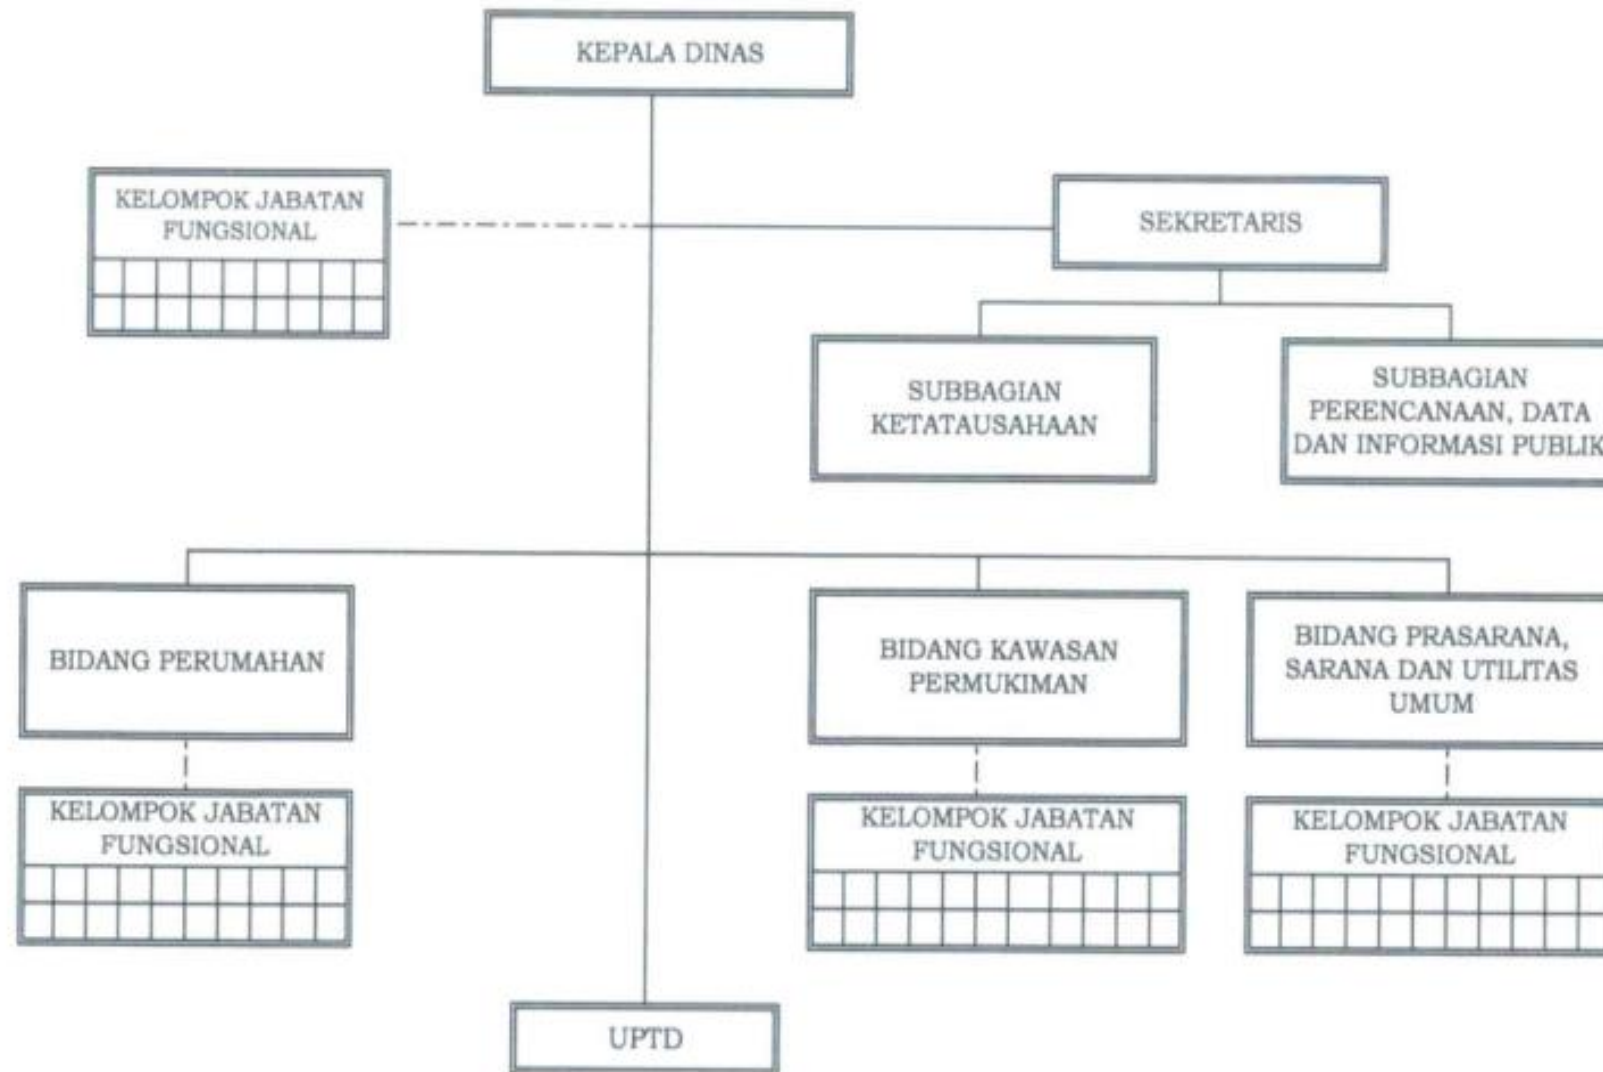 KEPALA DINAS
KELOMPOK JABATAN
FUNGSIONAL
SEKRETARIS
SUBBAGIAN
KETATAUSAHAAN
SUBBAGIAN
PERENCANAAN, DATA
DAN INFORMASI PUBLIK
BIDANG PERUMAHAN
BIDANG KAWASAN
PERMUKIMAN
BIDANG PRASARANA,
SARANA DAN UTILITAS
UMUM
KELOMPOK JABATAN
FUNGSIONAL
KELOMPOK JABATAN
FUNGSIONAL
KELOMPOK JABATAN
FUNGSIONAL
UPTD